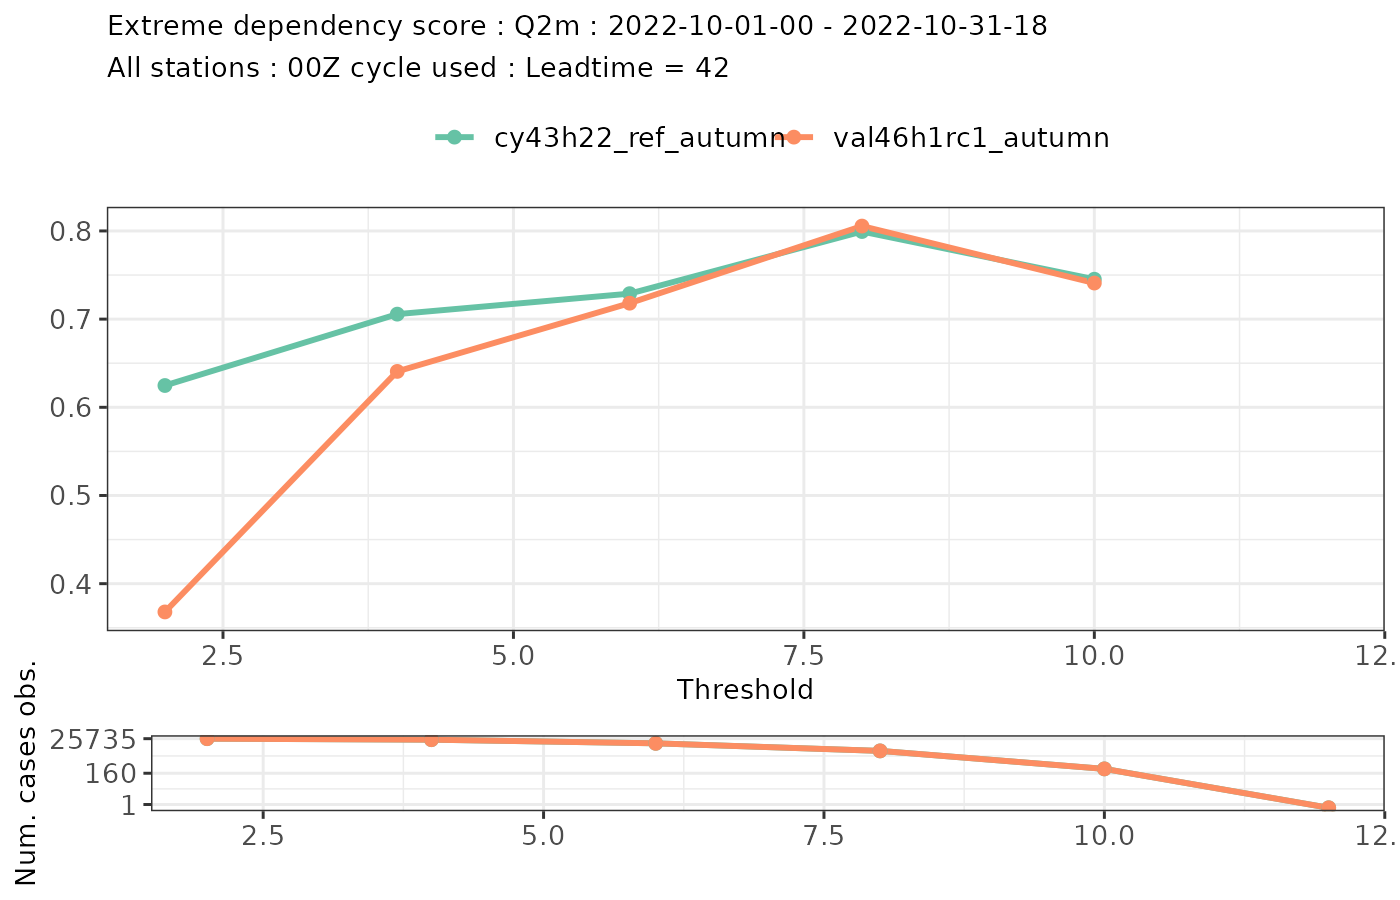 Extreme dependency score : Q2m : 2022-10-01-00 - 2022-10-31-18
All stations : 00Z cycle used : Leadtime = 42
cy43h22_ref_autumn val46h1rc1_autumn
0.8
0.7
0.6
0.5
0.4
2.5 5.0 7.5 10.0 12.
Threshold
Num. cases obs.
25735
160
1
2.5 5.0 7.5 10.0 12.